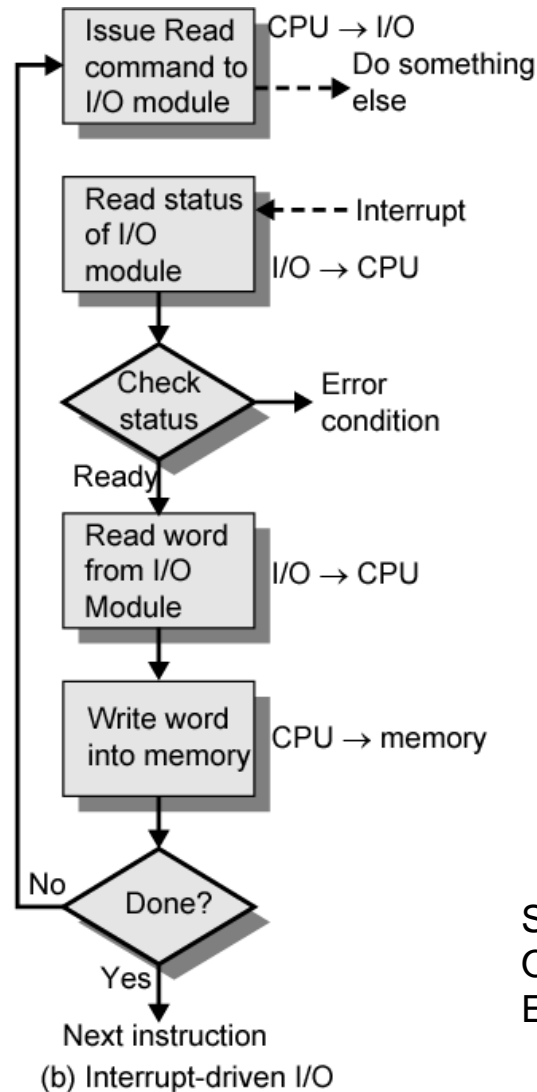 Issue Read
command to
I/O module
CPU → I/O
Do something
else
Read status
of I/O
module
Interrupt
I/O → CPU
Check
status
Error
condition
Ready
Read word
from I/O
Module
I/O → CPU
Write word
into memory
CPU → memory
No
Done?
Yes
Next instruction
(b) Interrupt-driven I/O
S
C
E